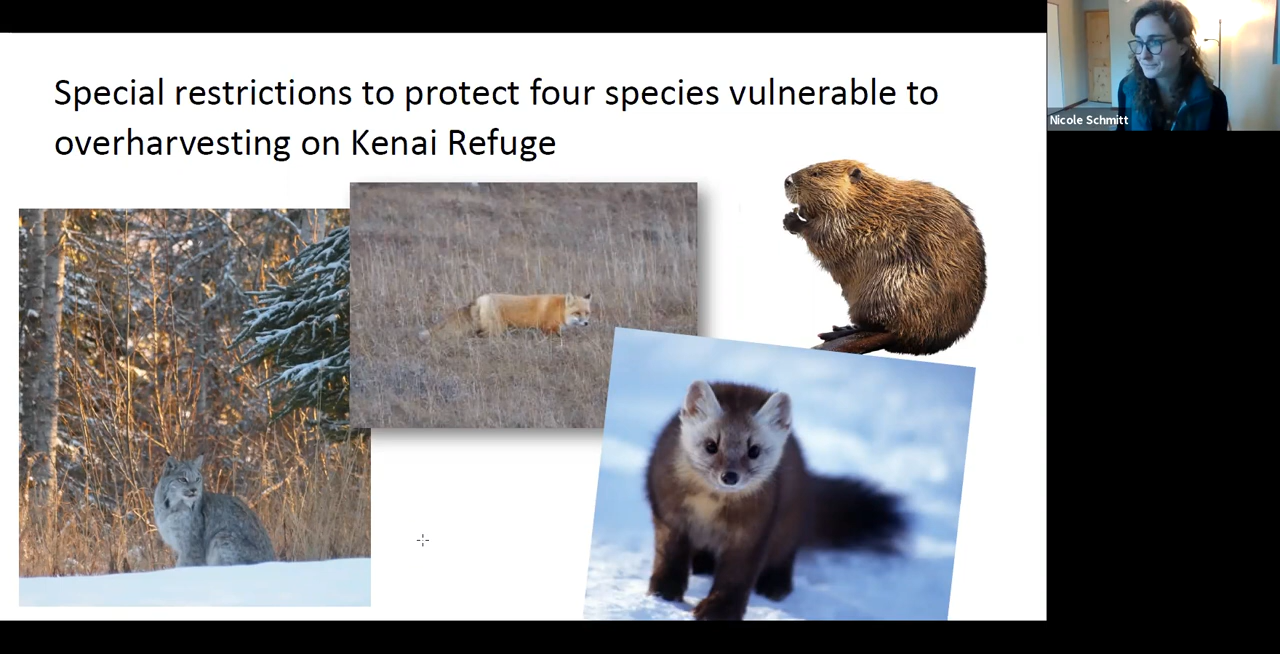 Special restrictions to protect four species vulnerable to
overharvesting on Kenai Refuge
Nicole Schmitt